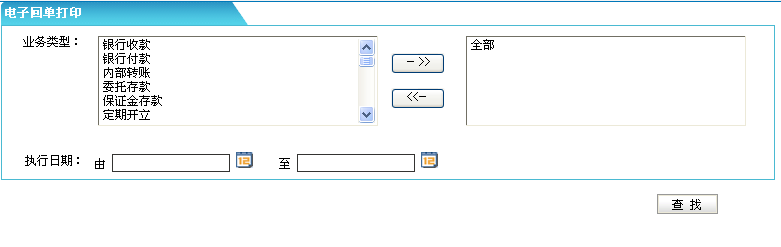 电子回单打印
业务类型：
银行收款
银行付款
内部转账
委托存款
保证金存款
定期开立
－>>
<<－
全部
执行日期：
由
12
至
12
查 找